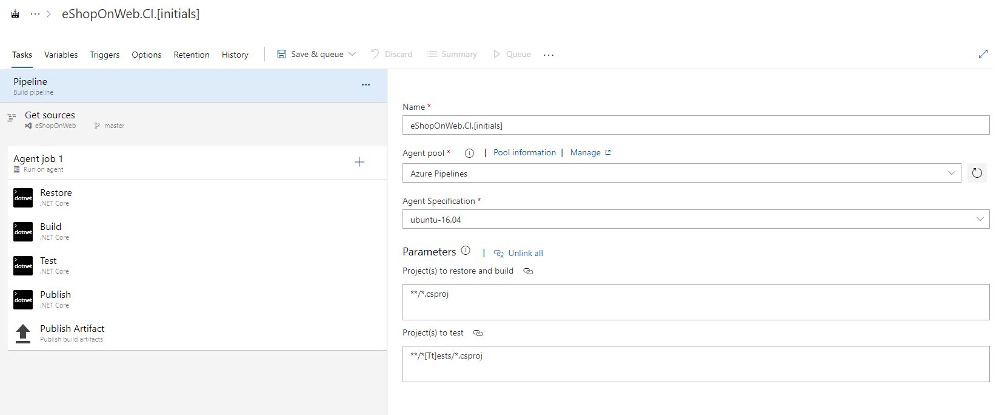 ··· > eShopOnWeb.CI.[initials]
Tasks Variables Triggers Options Retention History Save & queue Discard Summary Queue ···
Pipeline ···
Build pipeline
Get sources
eShopOnWeb master
Agent job 1 +
Run on agent
dotnet Restore
.NET Core
dotnet Build
.NET Core
dotnet Test
.NET Core
dotnet Publish
.NET Core
Publish Artifact
Publish build artifacts
Name *
eShopOnWeb.CI.[initials]
Agent pool * | Pool information | Manage
Azure Pipelines
Agent Specification *
ubuntu-16.04
Parameters | Unlink all
Project(s) to restore and build
**/*.csproj
Project(s) to test
**/*[Tt]ests/*.csproj